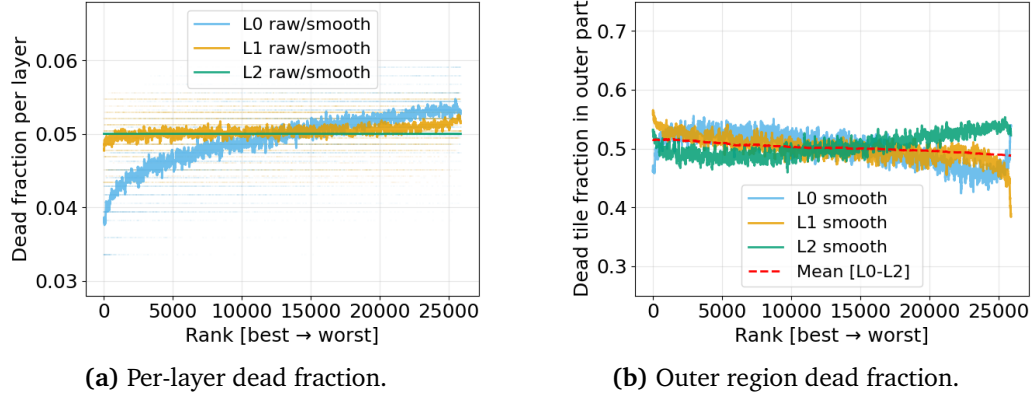 L0 raw/smooth
L1 raw/smooth
L2 raw/smooth
Dead fraction per layer
0.06
0.05
0.04
0.03
0 5000 10000 15000 20000 25000
Rank [best → worst]
(a) Per-layer dead fraction.
Dead tile fraction in outer part
0.7
0.6
0.5
0.4
0.3
L0 smooth
L1 smooth
L2 smooth
Mean [L0-L2]
0 5000 10000 15000 20000 25000
Rank [best → worst]
(b) Outer region dead fraction.